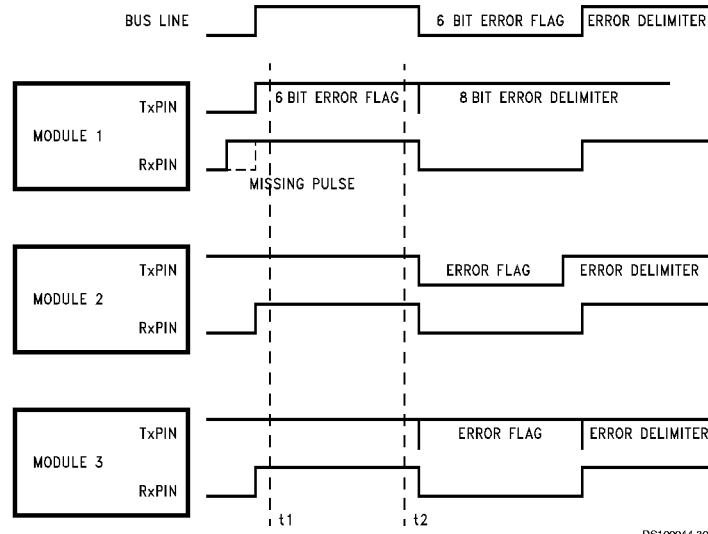 BUS LINE
6 BIT ERROR FLAG
ERROR DELIMITER
MODULE 1
TxPIN
6 BIT ERROR FLAG
8 BIT ERROR DELIMITER
RxPIN
MISSING PULSE
MODULE 2
TxPIN
ERROR FLAG
ERROR DELIMITER
RxPIN
MODULE 3
TxPIN
ERROR FLAG
ERROR DELIMITER
RxPIN
t1
t2